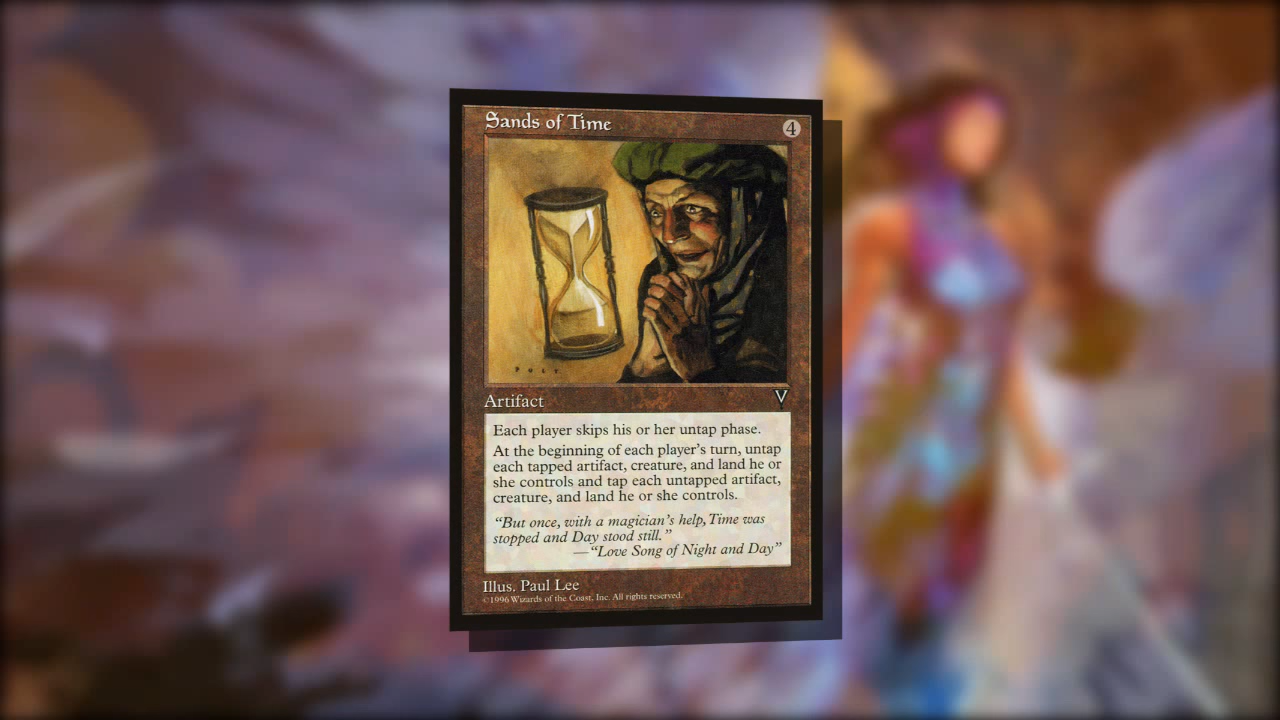 Sands of Time
4
Artifact
V
Each player skips his or her untap phase.
At the beginning of each player's turn, untap
each tapped artifact, creature, and land he or
she controls and tap each untapped artifact,
creature, and land he or she controls.
"But once, with a magician's help, Time was
stopped and Day stood still."
—"Love Song of Night and Day"
Illus. Paul Lee
©1996 Wizards of the Coast, Inc. All rights reserved.